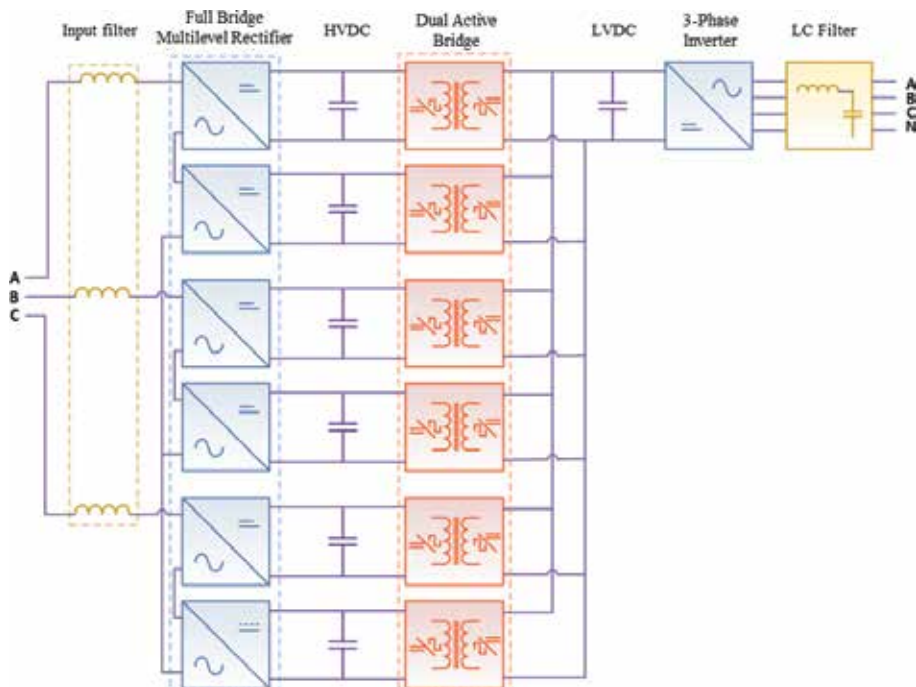 Input filter
Full Bridge
Multilevel Rectifier
HVDC
Dual Active
Bridge
LVDC
3-Phase
Inverter
LC Filter
A
B
C
A
B
C
N